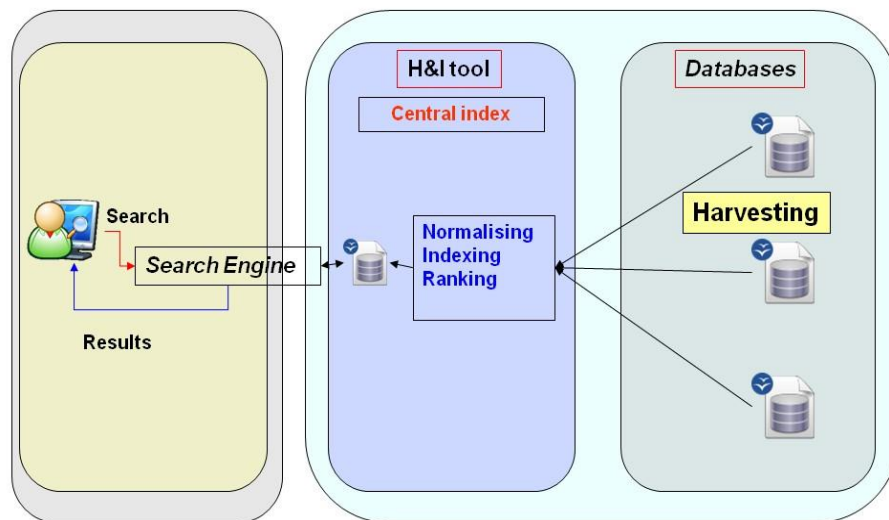 H&I tool
Central index
Databases
Search
Search Engine
Results
Normalising
Indexing
Ranking
Harvesting